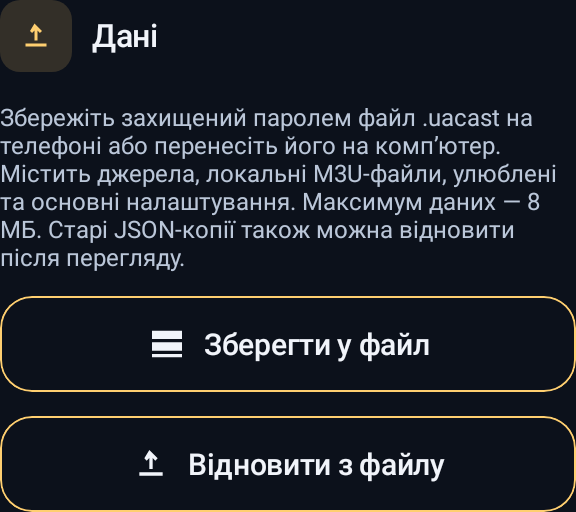 Дані
Збережіть захищений паролем файл .uacast на
телефоні або перенесіть його на комп’ютер.
Містить джерела, локальні M3U-файли, улюблені
та основні налаштування. Максимум даних — 8
МБ. Старі JSON-копії також можна відновити
після перегляду.
Зберегти у файл
Відновити з файлу